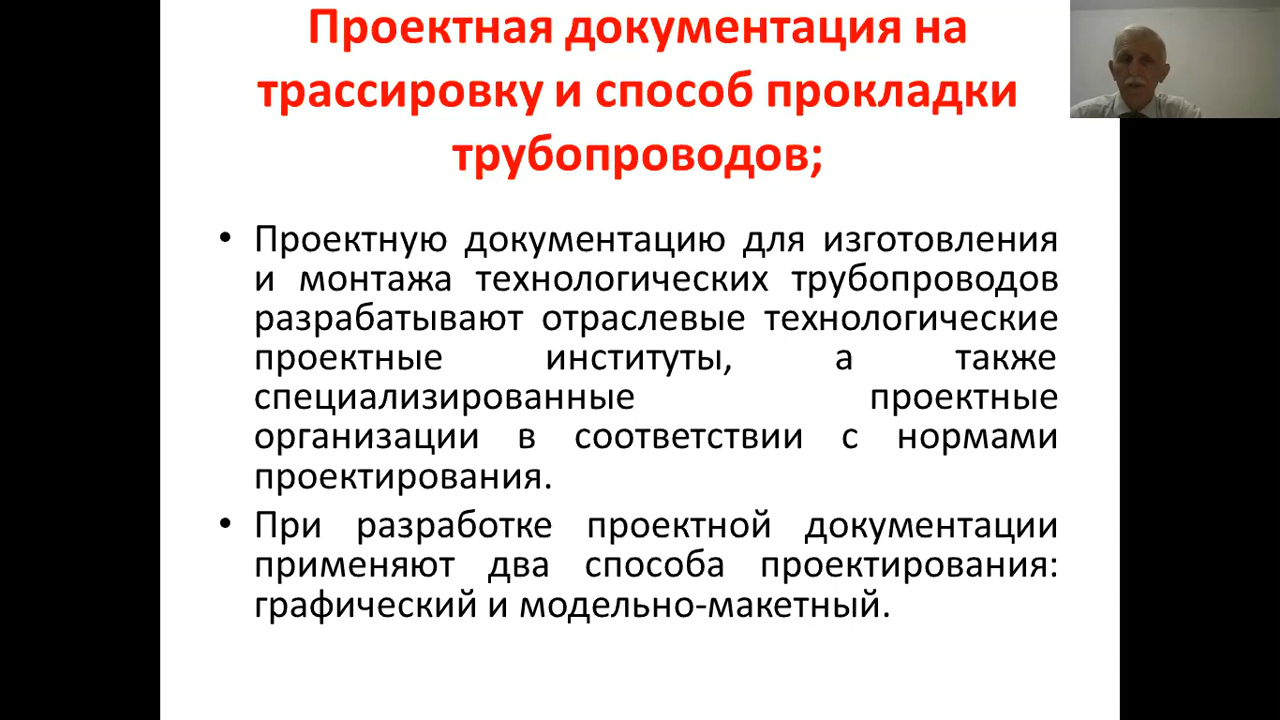 Проектная документация на
трассировку и способ прокладки
трубопроводов;
• Проектную документацию для изготовления
и монтажа технологических трубопроводов
разрабатывают отраслевые технологические
проектные институты, а также
специализированные проектные
организации в соответствии с нормами
проектирования.
• При разработке проектной документации
применяют два способа проектирования:
графический и модельно-макетный.